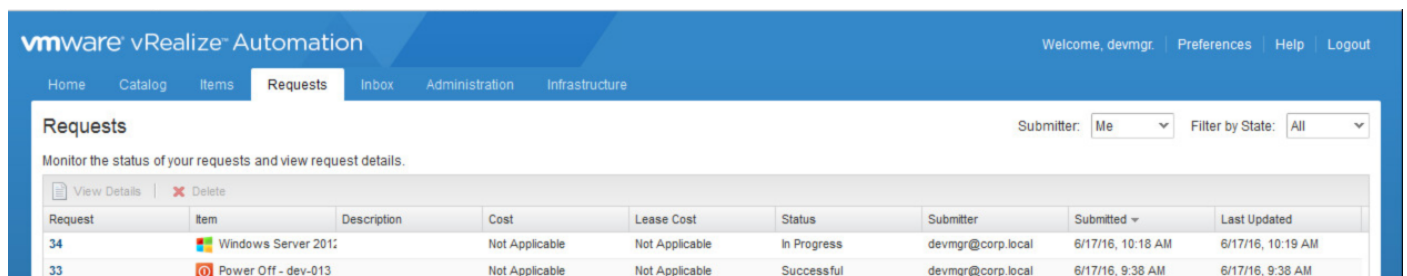 vmware vRealize Automation
Welcome, devmgr. Preferences Help Logout
Home Catalog Items Requests Inbox Administration Infrastructure
Requests
Submitter: Me Filter by State: All
Monitor the status of your requests and view request details.
View Details Delete
Request Item Description Cost Lease Cost Status Submitter Submitted Last Updated
34 Windows Server 2012 Not Applicable Not Applicable In Progress devmgr@corp.local 6/17/16, 10:18 AM 6/17/16, 10:19 AM
33 Power Off - dev-013 Not Applicable Not Applicable Successful devmgr@corp.local 6/17/16, 9:38 AM 6/17/16, 9:38 AM